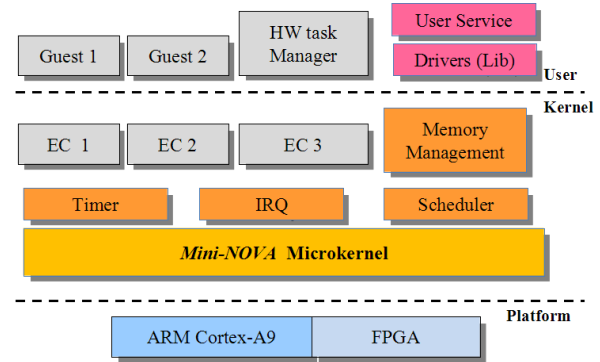 Guest 1
Guest 2
HW task
Manager
User Service
Drivers (Lib)
User
Kernel
EC 1
EC 2
EC 3
Memory
Management
Timer
IRQ
Scheduler
Mini-NOVA Microkernel
Platform
ARM Cortex-A9
FPGA